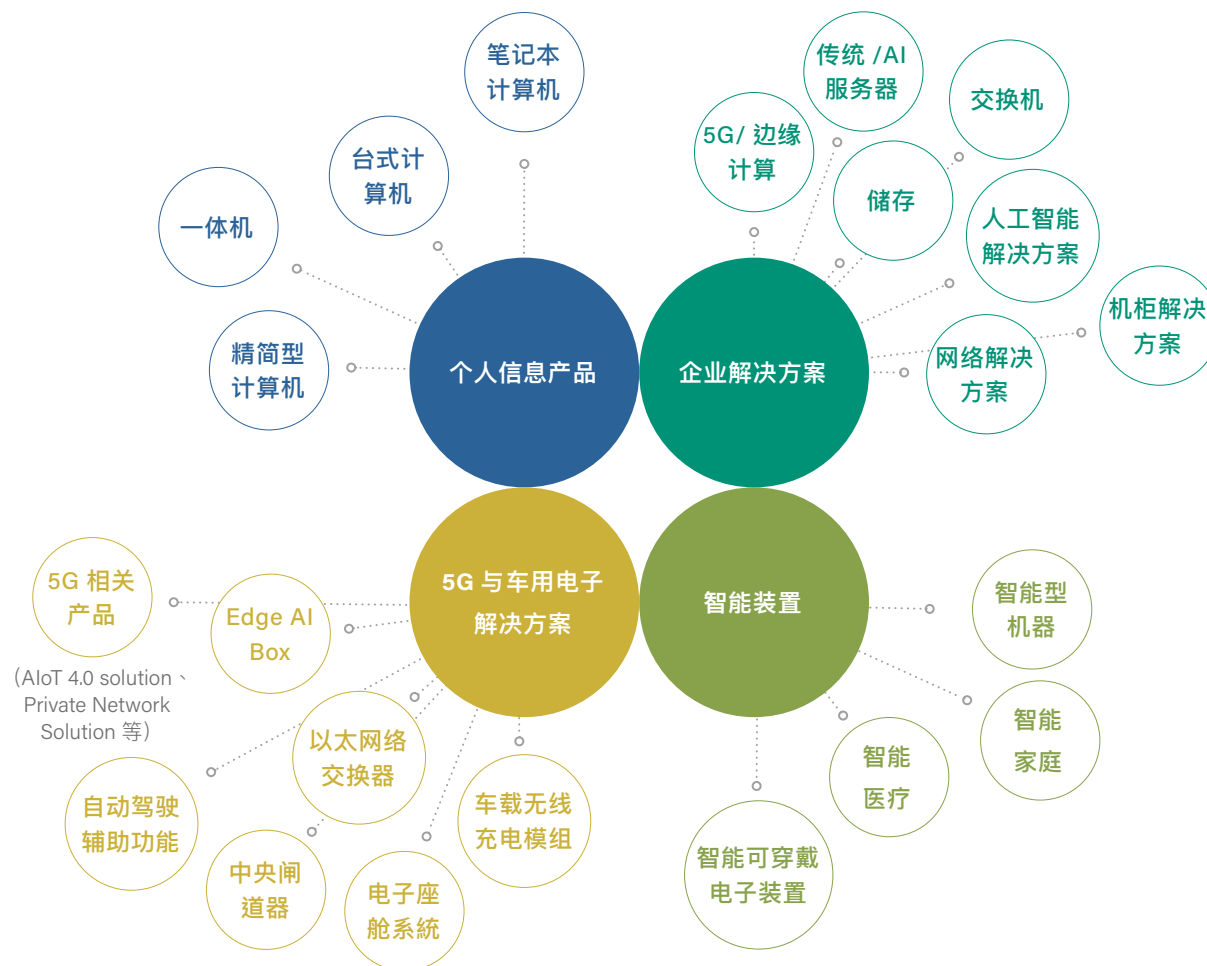 笔记本
计算机
台式计
算机
一体机
精简型
计算机
个人信息产品
传统 /AI
服务器
交换机
5G/ 边缘
计算
储存
人工智能
解决方案
机柜解决
方案
网络解决
方案
企业解决方案
5G 与车用电子
解决方案
5G 相关
产品
(AIoT 4.0 solution、
Private Network
Solution 等)
Edge AI
Box
以太网络
交换器
自动驾驶
辅助功能
中央闸
道器
电子座
舱系統
车载无线
充电模组
智能装置
智能型
机器
智能
家庭
智能
医疗
智能可穿戴
电子装置